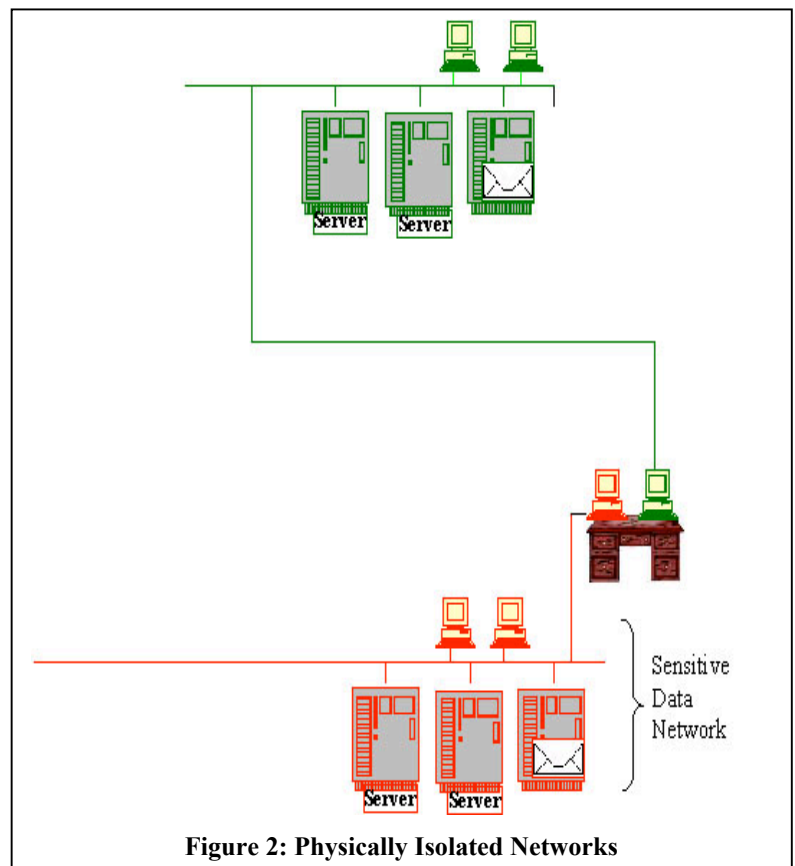 Server
Server
Sensitive
Data
Network
Server
Server
Figure 2: Physically Isolated Networks